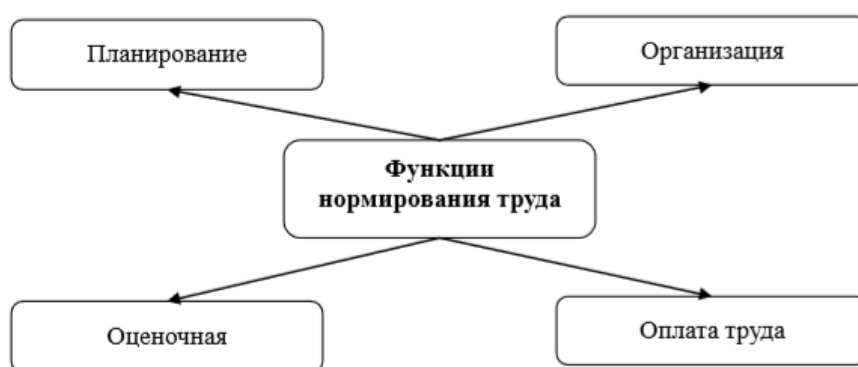 Планирование
Организация
Функции
нормирования труда
Оценочная
Оплата труда